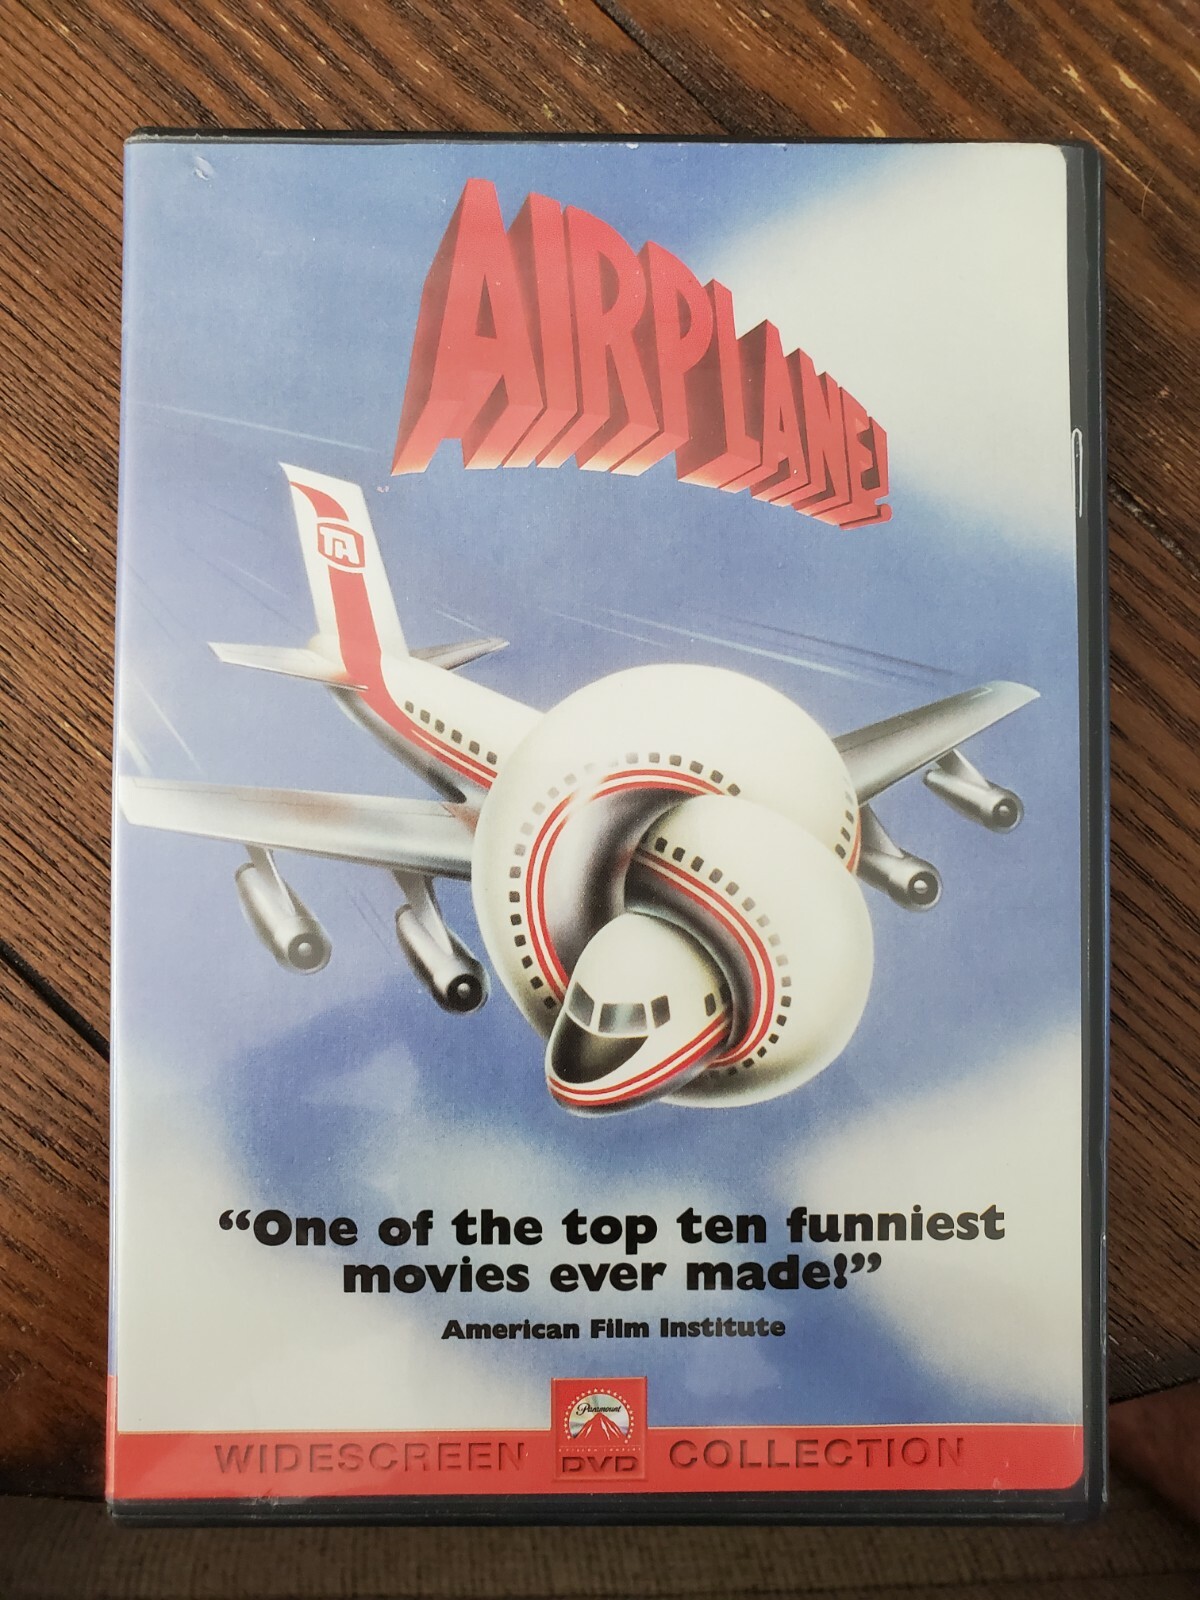 AIRPLANE!
TA
“One of the top ten funniest
movies ever made!”
American Film Institute
Paramount
WIDESCREEN DVD COLLECTION